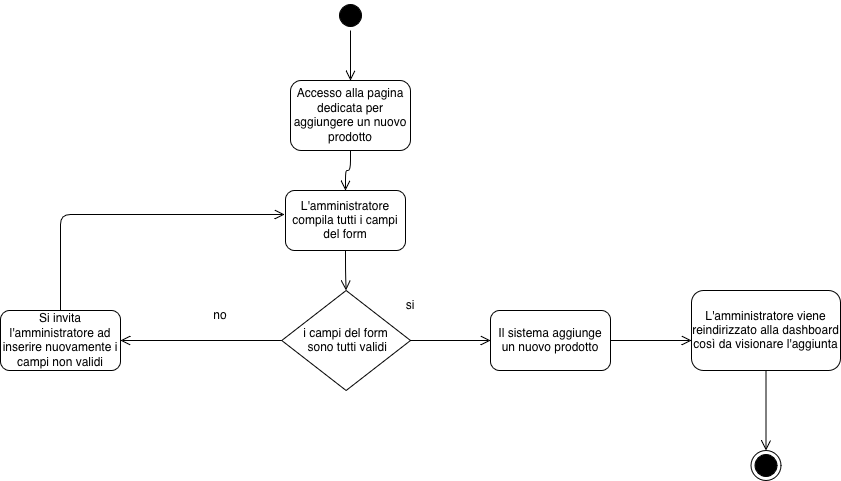 Accesso alla pagina
dedicata per
aggiungere un nuovo
prodotto
L'amministratore
compila tutti i campi
del form
no
si
Si invita
l'amministratore ad
inserire nuovamente i
campi non validi
i campi del form
sono tutti validi
Il sistema aggiunge
un nuovo prodotto
L'amministratore viene
reindirizzato alla dashboard
così da visionare l'aggiunta